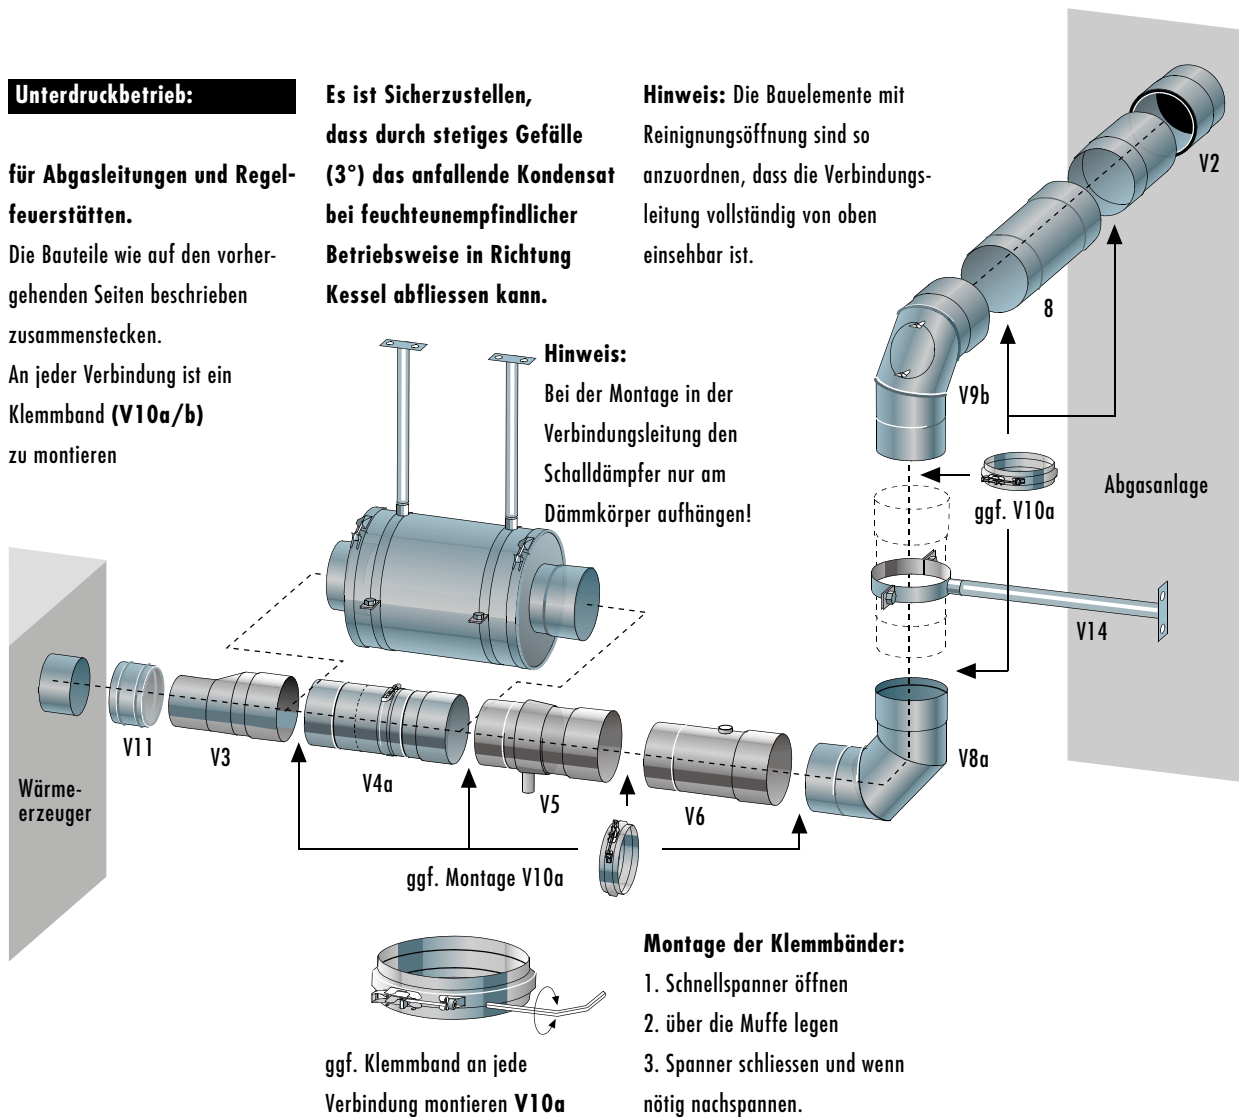 Unterdruckbetrieb:
für Abgasleitungen und Regel-
feuerstätten.
Die Bauteile wie auf den vorher-
gehenden Seiten beschrieben
zusammenstecken.
An jeder Verbindung ist ein
Klemmband (V10a/b)
zu montieren
Es ist Sicherzustellen,
dass durch stetiges Gefälle
(3°) das anfallende Kondensat
bei feuchteunempfindlicher
Betriebsweise in Richtung
Kessel abfliessen kann.
Hinweis: Die Bauelemente mit
Reinignungsöffnung sind so
anzuordnen, dass die Verbindungs-
leitung vollständig von oben
einsehbar ist.
Hinweis:
Bei der Montage in der
Verbindungsleitung den
Schalldämpfer nur am
Dämmkörper aufhängen!
V2
8
V9b
Abgasanlage
ggf. V10a
V14
V8a
V11
V3
V4a
V5
V6
Wärme-
erzeuger
ggf. Montage V10a
ggf. Klemmband an jede
Verbindung montieren V10a
Montage der Klemmbänder:
1. Schnellspanner öffnen
2. über die Muffe legen
3. Spanner schliessen und wenn
nötig nachspannen.